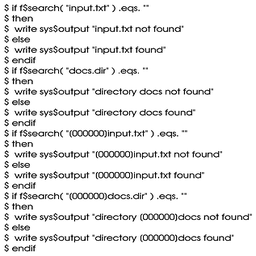 $ if f$search( "input.txt" ) .eqs. ""
$ then
$  write sys$output "input.txt not found"
$ else
$  write sys$output "input.txt found"
$ endif
$ if f$search( "docs.dir" ) .eqs. ""
$ then
$  write sys$output "directory docs not found"
$ else
$  write sys$output "directory docs found"
$ endif
$ if f$search( "[000000]input.txt" ) .eqs. ""
$ then
$  write sys$output "[000000]input.txt not found"
$ else
$  write sys$output "[000000]input.txt found"
$ endif
$ if f$search( "[000000]docs.dir" ) .eqs. ""
$ then
$  write sys$output "directory [000000]docs not found"
$ else
$  write sys$output "directory [000000]docs found"
$ endif